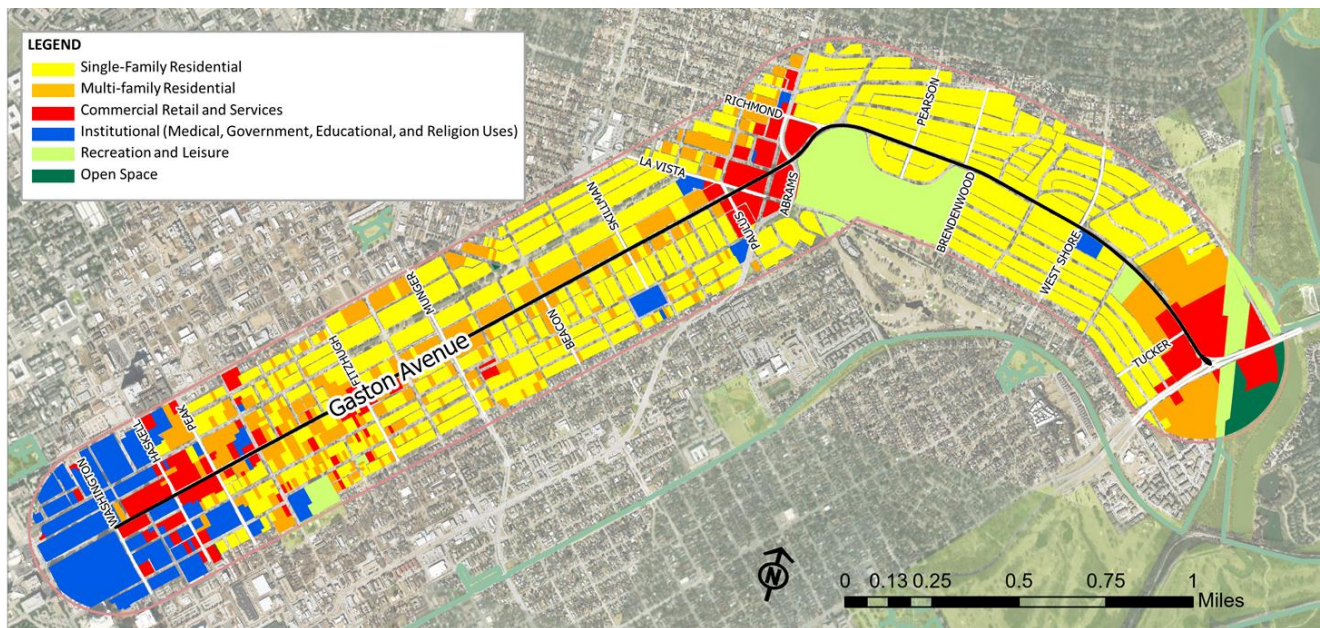 LEGEND
Single-Family Residential
Multi-family Residential
Commercial Retail and Services
Institutional (Medical, Government, Educational, and Religion Uses)
Recreation and Leisure
Open Space
RICHMOND
PEARSON
LA VISTA
ABRAMS
SKILLMAN
PAULUS
BRENDENWOOD
WEST SHORE
MUNGER
BEACON
TUCKER
FITZHUGH
Gaston Avenue
PEAK
HASKELL
WASHINGTON
N
0 0.13 0.25 0.5 0.75 1
Miles